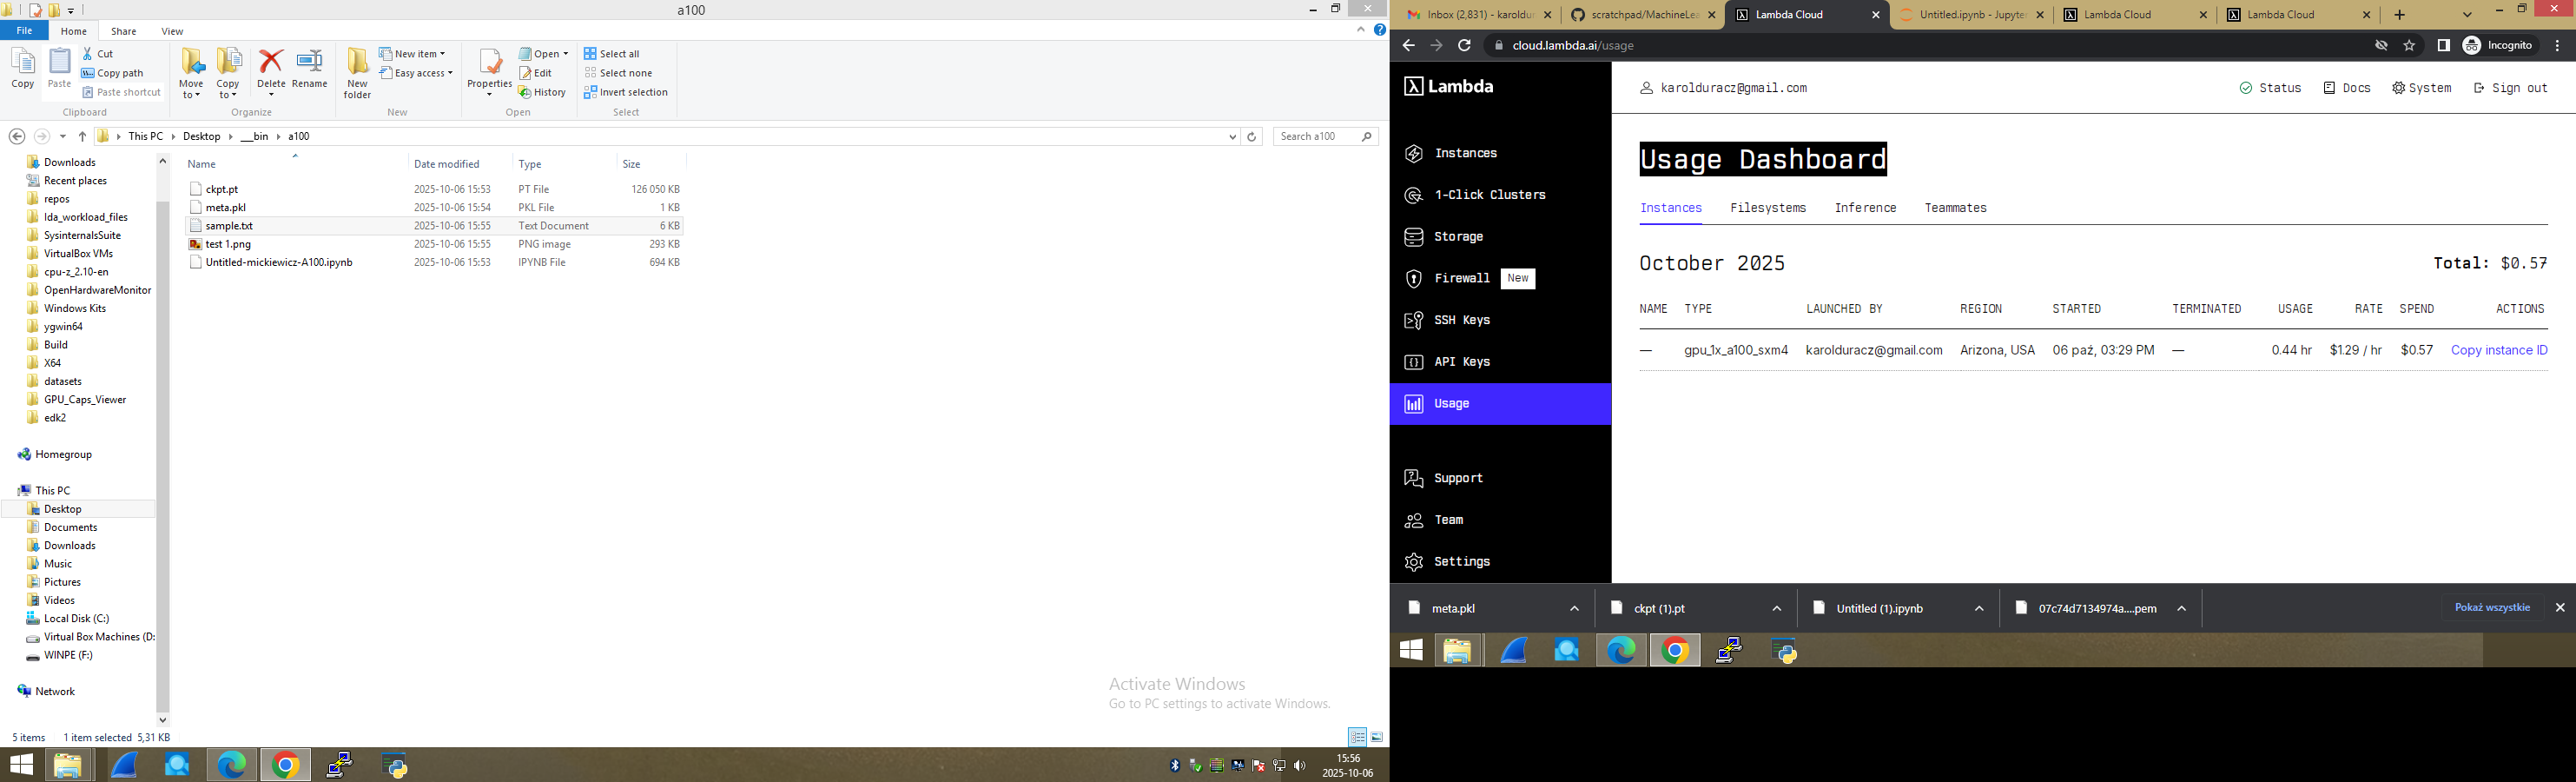 a100
File Home Share View
Copy
Paste
Cut
Copy path
Paste shortcut
Clipboard
Move to
Copy to
Delete
Rename
Organize
New folder
New item
Easy access
New
Properties
Open
Edit
History
Open
Select all
Select none
Invert selection
Select
This PC Desktop __bin a100
Search a100
Downloads
Recent places
repos
lda_workload_files
SysinternalsSuite
VirtualBox VMs
cpu-z_2.10-en
OpenHardwareMonitor
Windows Kits
ygwin64
Build
X64
datasets
GPU_Caps_Viewer
edk2
Homegroup
This PC
Desktop
Documents
Downloads
Music
Pictures
Videos
Local Disk (C:)
Virtual Box Machines (D:
WINPE (F:)
Network
Name Date modified Type Size
ckpt.pt 2025-10-06 15:53 PT File 126 050 KB
meta.pkl 2025-10-06 15:54 PKL File 1 KB
sample.txt 2025-10-06 15:55 Text Document 6 KB
test 1.png 2025-10-06 15:55 PNG image 293 KB
Untitled-mickiewicz-A100.ipynb 2025-10-06 15:53 IPYNB File 694 KB
Activate Windows
Go to PC settings to activate Windows.
5 items 1 item selected 5,31 KB
15:56
2025-10-06
Inbox (2,831) - karoldur
scratchpad/MachineLea
Lambda Cloud
Untitled.ipynb - Jupyter
Lambda Cloud
Lambda Cloud
cloud.lambda.ai/usage
Incognito
Lambda
Instances
1-Click Clusters
Storage
Firewall New
SSH Keys
API Keys
Usage
Support
Team
Settings
karolduracz@gmail.com
Status Docs System Sign out
Usage Dashboard
Instances Filesystems Inference Teammates
October 2025
Total: $0.57
NAME TYPE LAUNCHED BY REGION STARTED TERMINATED USAGE RATE SPEND ACTIONS
— gpu_1x_a100_sxm4 karolduracz@gmail.com Arizona, USA 06 paź, 03:29 PM — 0.44 hr $1.29 / hr $0.57 Copy instance ID
meta.pkl
ckpt (1).pt
Untitled (1).ipynb
07c74d7134974a....pem
Pokaż wszystkie